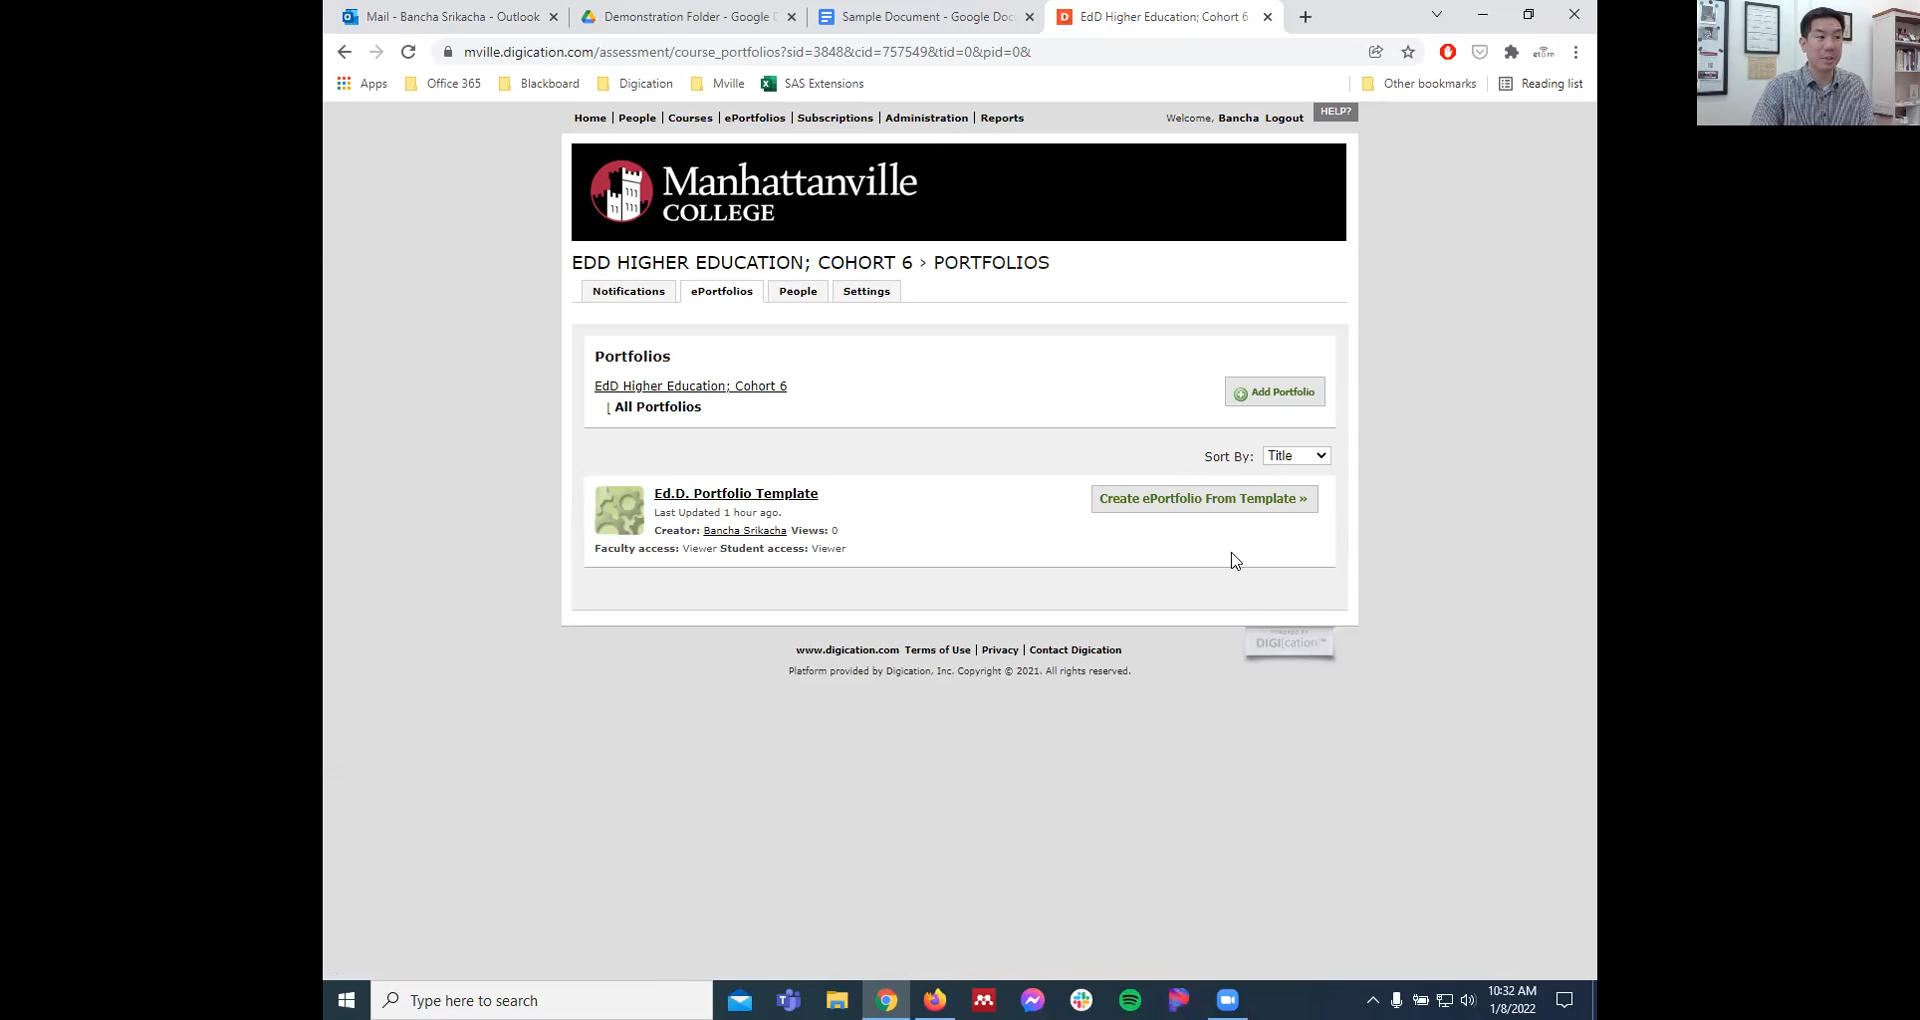 Mail - Bancha Srikacha - Outlook
Demonstration Folder - Google D
Sample Document - Google Doc
EdD Higher Education; Cohort 6
mville.digication.com/assessment/course_portfolios?sid=3848&cid=757549&tid=0&pid=0&
Apps Office 365 Blackboard Digication Mville SAS Extensions Other bookmarks Reading list
Home | People | Courses | ePortfolios | Subscriptions | Administration | Reports Welcome, Bancha Logout HELP?
Manhattanville
COLLEGE
EDD HIGHER EDUCATION; COHORT 6 › PORTFOLIOS
Notifications ePortfolios People Settings
Portfolios
EdD Higher Education; Cohort 6
All Portfolios
Add Portfolio
Sort By: Title
Ed.D. Portfolio Template
Create ePortfolio From Template »
Last Updated 1 hour ago.
Creator: Bancha Srikacha Views: 0
Faculty access: Viewer Student access: Viewer
POWERED BY
DIGI[cation]™
www.digication.com Terms of Use | Privacy | Contact Digication
Platform provided by Digication, Inc. Copyright © 2021. All rights reserved.
Type here to search
10:32 AM
1/8/2022